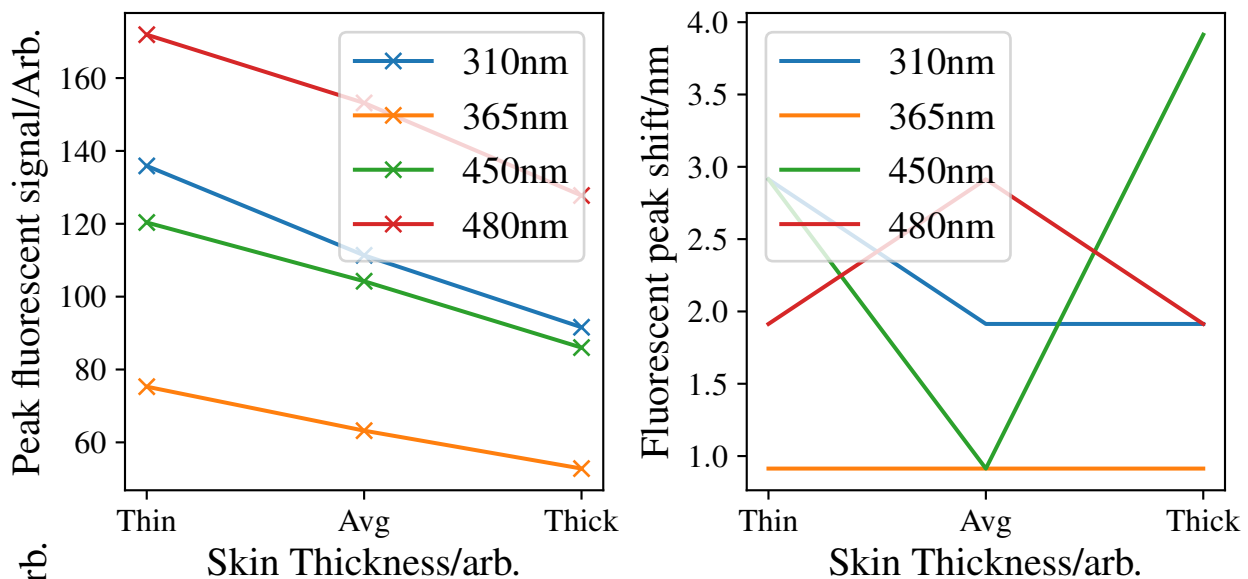 Peak fluorescent signal/Arb.
160
140
120
100
80
60
310nm
365nm
450nm
480nm
Thin Avg Thick
Skin Thickness/arb.
Fluorescent peak shift/nm
4.0
3.5
3.0
2.5
2.0
1.5
1.0
310nm
365nm
450nm
480nm
Thin Avg Thick
Skin Thickness/arb.
rb.